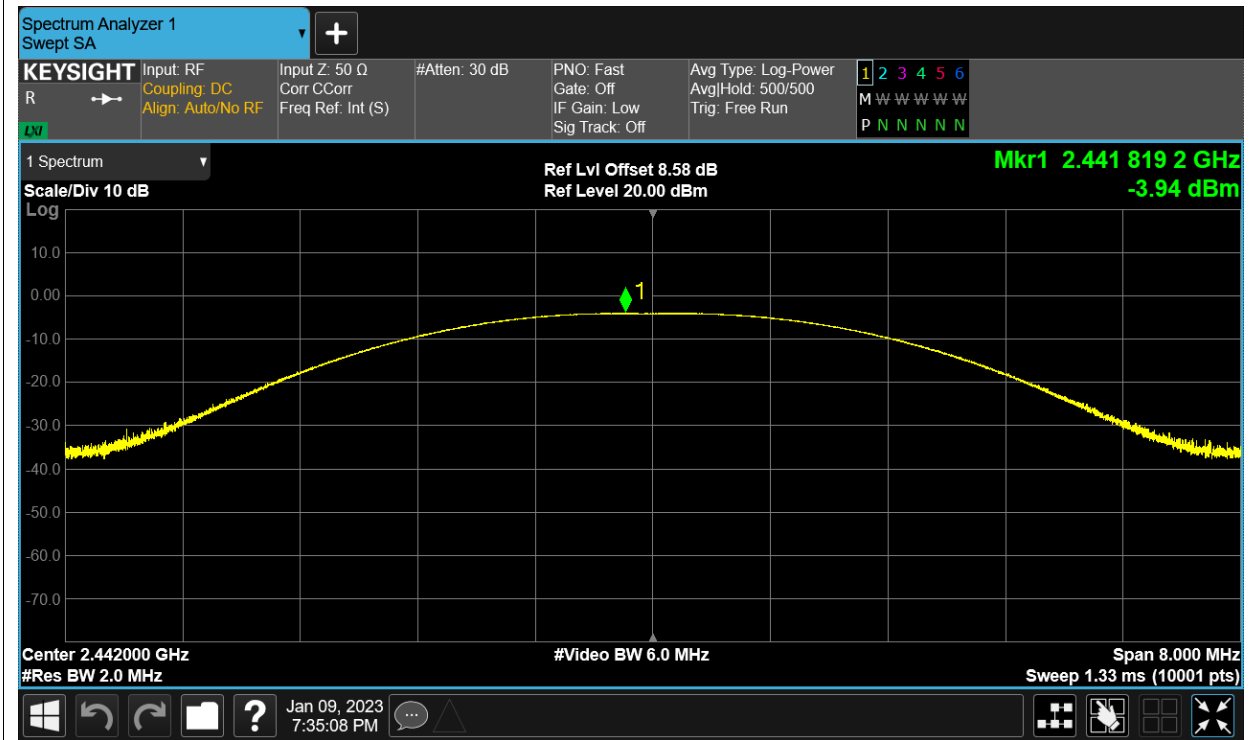 Spectrum Analyzer 1
Swept SA
+
KEYSIGHT
R
LXI
Input: RF
Coupling: DC
Align: Auto/No RF
Input Z: 50 Ω
Corr CCorr
Freq Ref: Int (S)
#Atten: 30 dB
PNO: Fast
Gate: Off
IF Gain: Low
Sig Track: Off
Avg Type: Log-Power
Avg|Hold: 500/500
Trig: Free Run
1 2 3 4 5 6
M W W W W W
P N N N N N
1 Spectrum
Scale/Div 10 dB
Ref Lvl Offset 8.58 dB
Ref Level 20.00 dBm
Mkr1 2.441 819 2 GHz
-3.94 dBm
Log
10.0
0.00
-10.0
-20.0
-30.0
-40.0
-50.0
-60.0
-70.0
1
Center 2.442000 GHz
#Res BW 2.0 MHz
#Video BW 6.0 MHz
Span 8.000 MHz
Sweep 1.33 ms (10001 pts)
?
Jan 09, 2023
7:35:08 PM